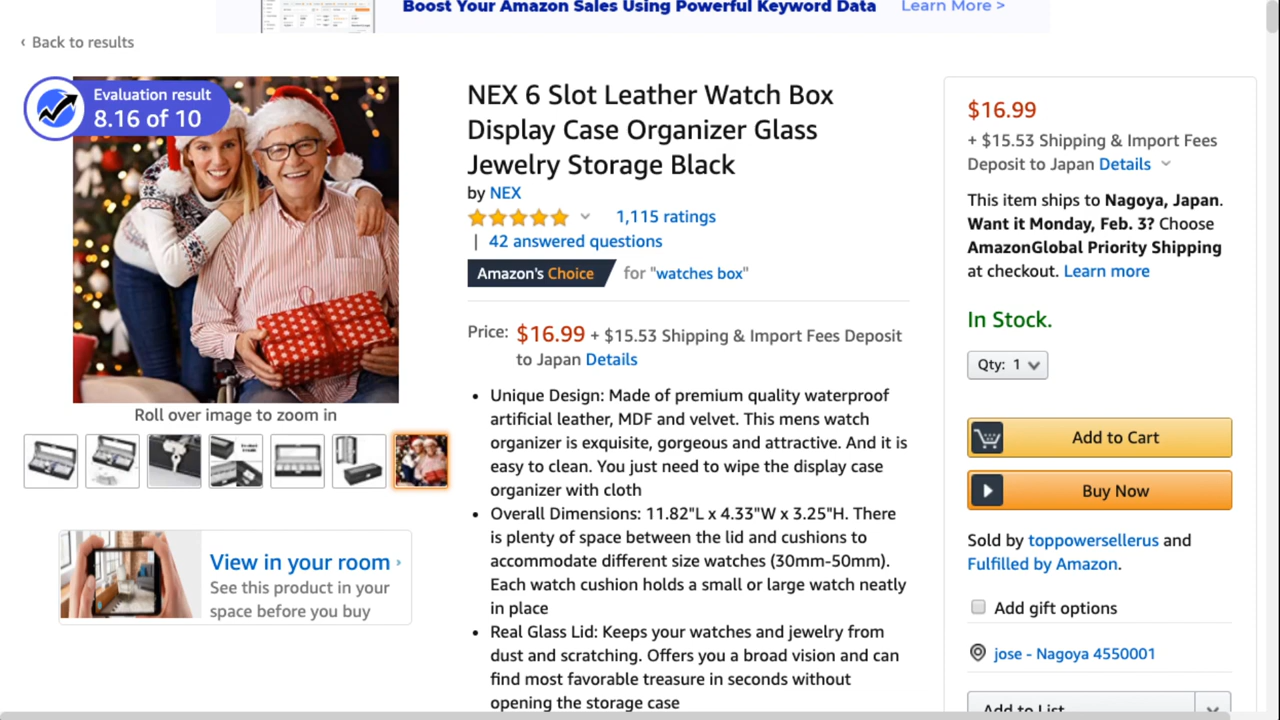 Boost Your Amazon Sales Using Powerful Keyword Data Learn More >
‹ Back to results
Evaluation result
8.16 of 10
Roll over image to zoom in
View in your room ›
See this product in your
space before you buy
NEX 6 Slot Leather Watch Box
Display Case Organizer Glass
Jewelry Storage Black
by NEX
1,115 ratings
| 42 answered questions
Amazon's Choice for "watches box"
Price: $16.99 + $15.53 Shipping & Import Fees Deposit
to Japan Details
• Unique Design: Made of premium quality waterproof
artificial leather, MDF and velvet. This mens watch
organizer is exquisite, gorgeous and attractive. And it is
easy to clean. You just need to wipe the display case
organizer with cloth
• Overall Dimensions: 11.82"L x 4.33"W x 3.25"H. There
is plenty of space between the lid and cushions to
accommodate different size watches (30mm-50mm).
Each watch cushion holds a small or large watch neatly
in place
• Real Glass Lid: Keeps your watches and jewelry from
dust and scratching. Offers you a broad vision and can
find most favorable treasure in seconds without
opening the storage case
$16.99
+ $15.53 Shipping & Import Fees
Deposit to Japan Details
This item ships to Nagoya, Japan.
Want it Monday, Feb. 3? Choose
AmazonGlobal Priority Shipping
at checkout. Learn more
In Stock.
Qty: 1
Add to Cart
Buy Now
Sold by toppowersellerus and
Fulfilled by Amazon.
Add gift options
jose - Nagoya 4550001
Add to List